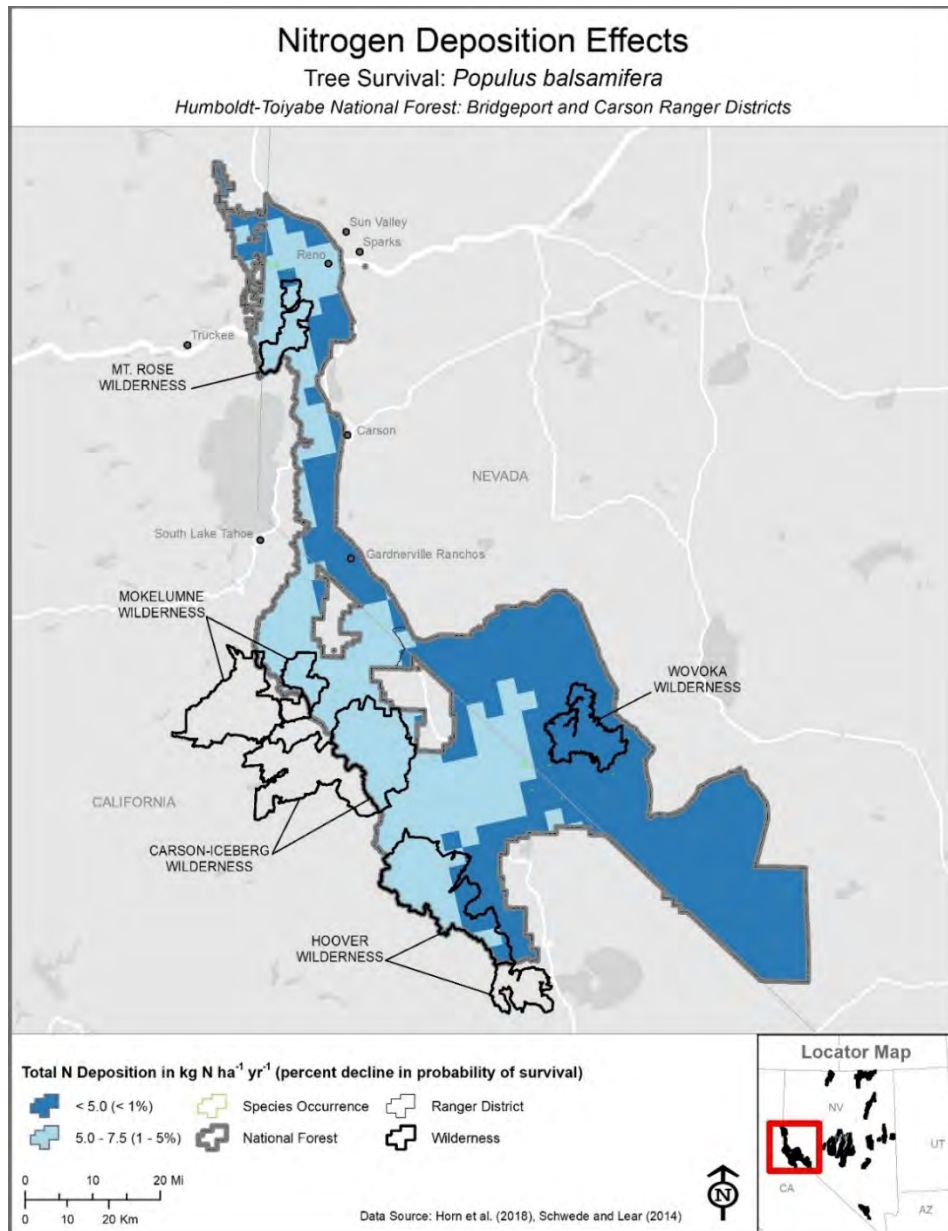 Nitrogen Deposition Effects
Tree Survival: Populus balsamifera
Humboldt-Toiyabe National Forest: Bridgeport and Carson Ranger Districts
Sun Valley
Sparks
Reno
Truckee
MT. ROSE
WILDERNESS
Carson
NEVADA
South Lake Tahoe
Gardnerville Ranchos
MOKELUMNE
WILDERNESS
WOVOKA
WILDERNESS
CALIFORNIA
CARSON-ICEBERG
WILDERNESS
HOOVER
WILDERNESS
Total N Deposition in kg N ha⁻¹ yr⁻¹ (percent decline in probability of survival)
< 5.0 (< 1%)
Species Occurrence
Ranger District
5.0 - 7.5 (1 - 5%)
National Forest
Wilderness
0 10 20 Mi
0 10 20 Km
N
Data Source: Horn et al. (2018), Schwede and Lear (2014)
Locator Map
NV
UT
CA
AZ